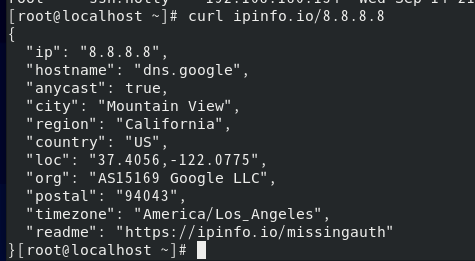 [root@localhost ~]# curl ipinfo.io/8.8.8.8
{
  "ip": "8.8.8.8",
  "hostname": "dns.google",
  "anycast": true,
  "city": "Mountain View",
  "region": "California",
  "country": "US",
  "loc": "37.4056,-122.0775",
  "org": "AS15169 Google LLC",
  "postal": "94043",
  "timezone": "America/Los_Angeles",
  "readme": "https://ipinfo.io/missingauth"
}[root@localhost ~]#